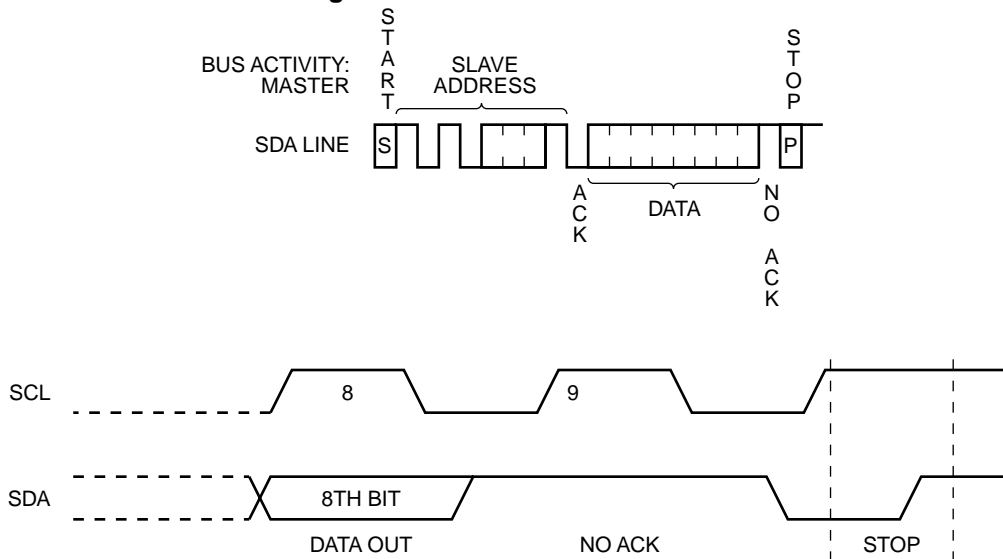 START
BUS ACTIVITY:
MASTER
SLAVE
ADDRESS
STOP
SDA LINE
S
P
ACK
DATA
NO ACK
SCL
8
9
SDA
8TH BIT
DATA OUT
NO ACK
STOP